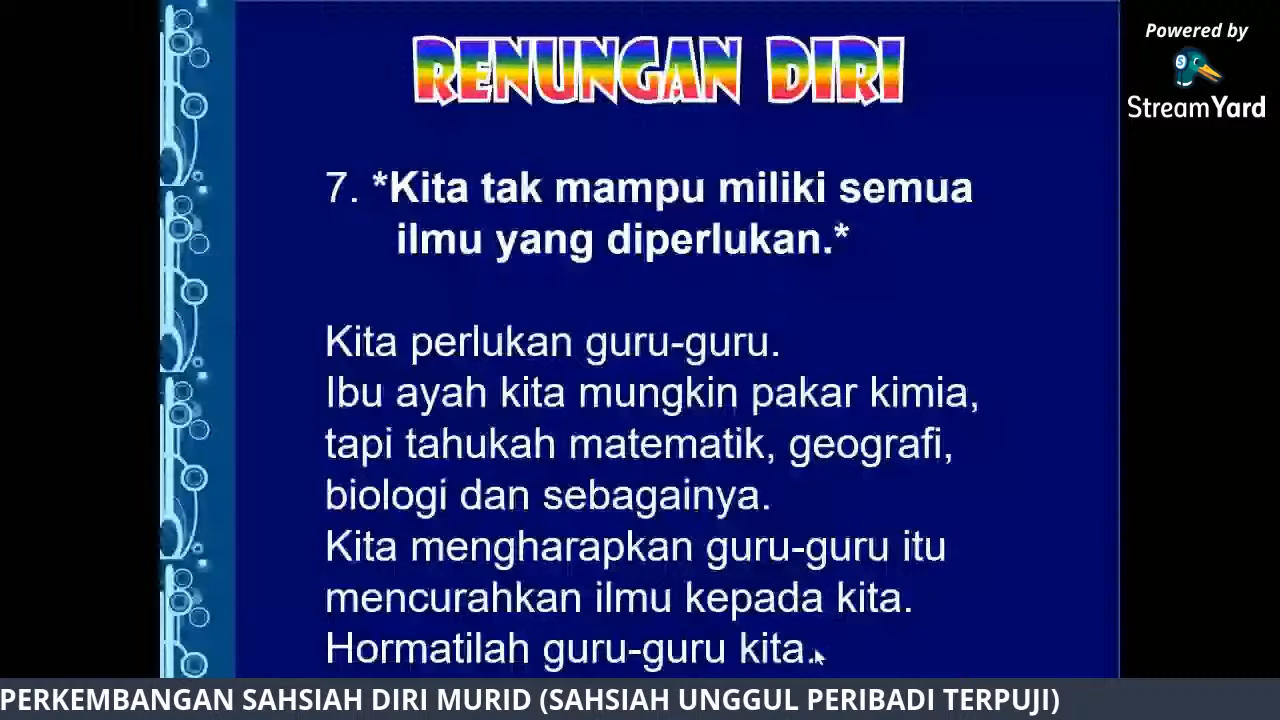 RENUNGAN DIRI
Powered by
StreamYard
7. *Kita tak mampu miliki semua
ilmu yang diperlukan.*
Kita perlukan guru-guru.
Ibu ayah kita mungkin pakar kimia,
tapi tahukah matematik, geografi,
biologi dan sebagainya.
Kita mengharapkan guru-guru itu
mencurahkan ilmu kepada kita.
Hormatilah guru-guru kita.
PERKEMBANGAN SAHSIAH DIRI MURID (SAHSIAH UNGGUL PERIBADI TERPUJI)